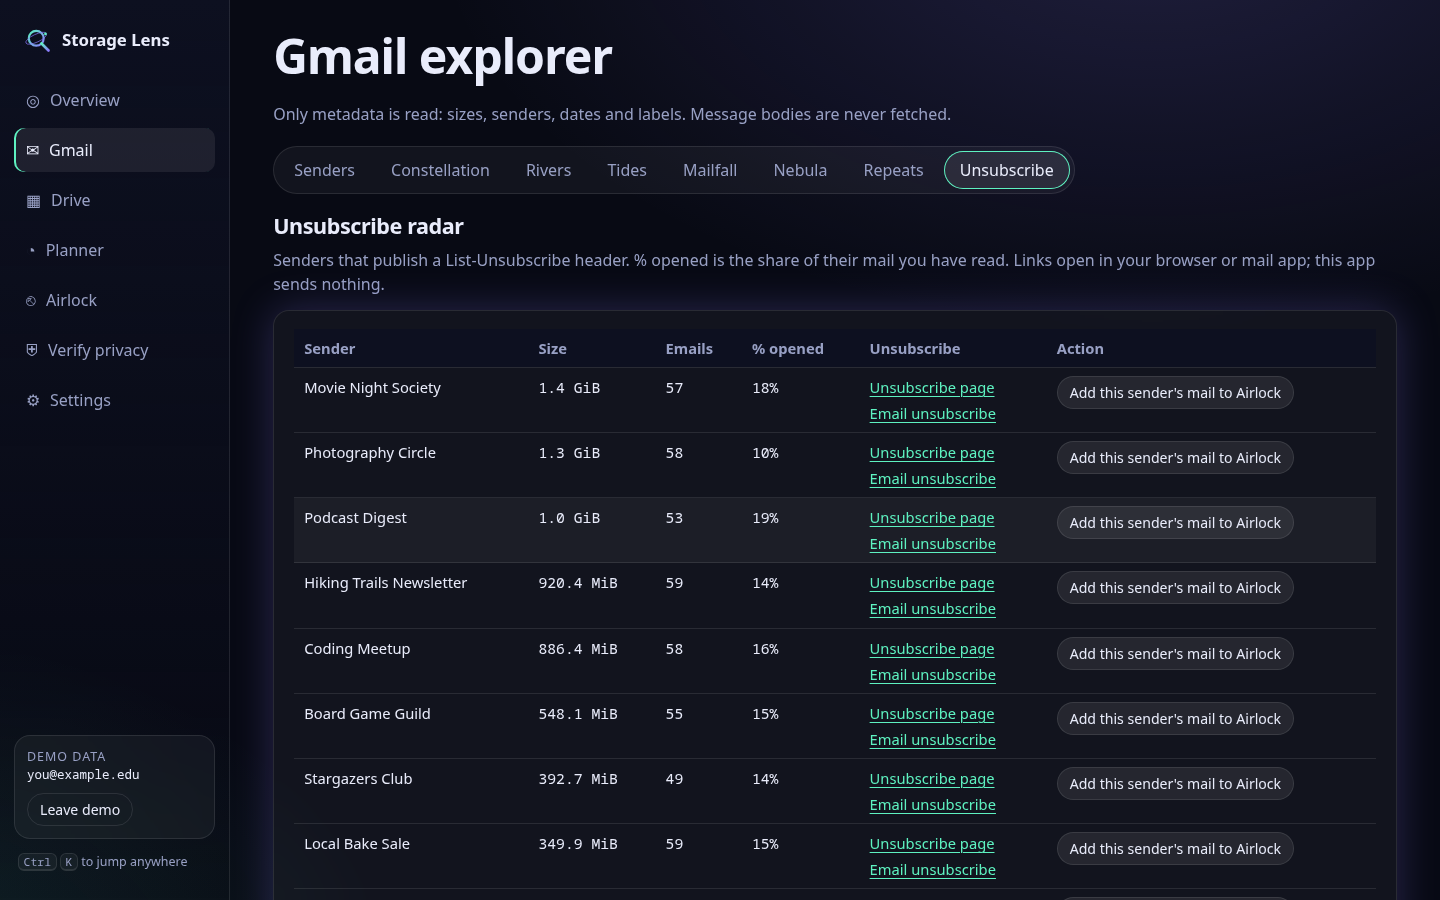 Storage Lens
Overview
Gmail
Drive
Planner
Airlock
Verify privacy
Settings
DEMO DATA
you@example.edu
Leave demo
Ctrl K to jump anywhere
Gmail explorer
Only metadata is read: sizes, senders, dates and labels. Message bodies are never fetched.
Senders Constellation Rivers Tides Mailfall Nebula Repeats Unsubscribe
Unsubscribe radar
Senders that publish a List-Unsubscribe header. % opened is the share of their mail you have read. Links open in your browser or mail app; this app
sends nothing.
Sender Size Emails % opened Unsubscribe Action
Movie Night Society 1.4 GiB 57 18% Unsubscribe page Add this sender's mail to Airlock
Email unsubscribe
Photography Circle 1.3 GiB 58 10% Unsubscribe page Add this sender's mail to Airlock
Email unsubscribe
Podcast Digest 1.0 GiB 53 19% Unsubscribe page Add this sender's mail to Airlock
Email unsubscribe
Hiking Trails Newsletter 920.4 MiB 59 14% Unsubscribe page Add this sender's mail to Airlock
Email unsubscribe
Coding Meetup 886.4 MiB 58 16% Unsubscribe page Add this sender's mail to Airlock
Email unsubscribe
Board Game Guild 548.1 MiB 55 15% Unsubscribe page Add this sender's mail to Airlock
Email unsubscribe
Stargazers Club 392.7 MiB 49 14% Unsubscribe page Add this sender's mail to Airlock
Email unsubscribe
Local Bake Sale 349.9 MiB 59 15% Unsubscribe page Add this sender's mail to Airlock
Email unsubscribe